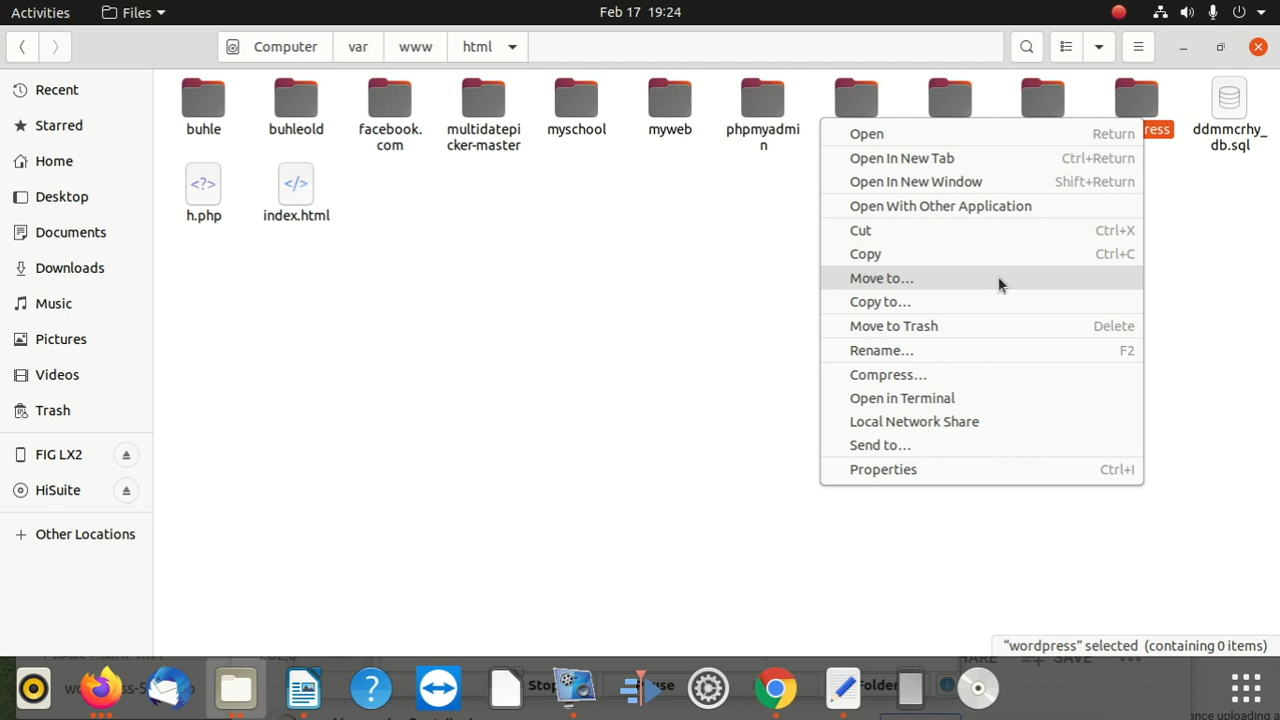 Activities Files Feb 17 19:24
Computer var www html
Recent
Starred
Home
Desktop
Documents
Downloads
Music
Pictures
Videos
Trash
FIG LX2
HiSuite
+ Other Locations
buhle
buhleold
facebook.
com
multidatepi
cker-master
myschool
myweb
phpmyadmi
n
ress
ddmmcrhy_
db.sql
h.php
index.html
Open Return
Open In New Tab Ctrl+Return
Open In New Window Shift+Return
Open With Other Application
Cut Ctrl+X
Copy Ctrl+C
Move to…
Copy to…
Move to Trash Delete
Rename… F2
Compress…
Open in Terminal
Local Network Share
Send to…
Properties Ctrl+I
"wordpress" selected (containing 0 items)
once uploading a